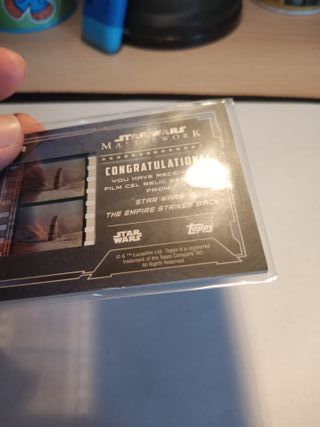 STAR WARS
MASTERWORK
CONGRATULATIONS!
YOU HAVE RECEIVED
FILM CEL RELIC
FROM
STAR WARS
THE EMPIRE STRIKES BACK
STAR WARS
TOPPS
© & ™ Lucasfilm Ltd. Topps is a registered
trademark of The Topps Company, Inc.
All Rights Reserved.